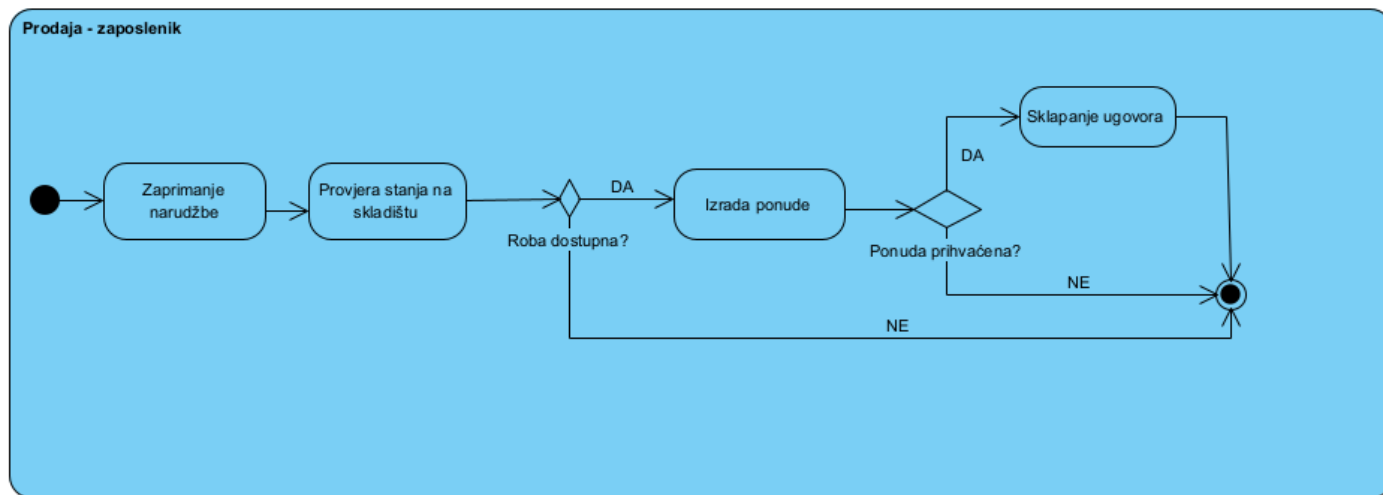 Prodaja - zaposlenik
Zaprimanje
narudžbe
Provjera stanja na
skladištu
Roba dostupna?
DA
Izrada ponude
Ponuda prihvaćena?
DA
Sklapanje ugovora
NE
NE